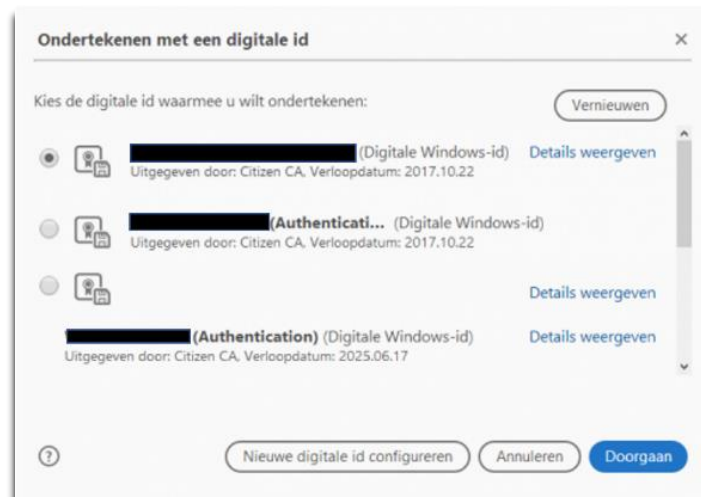 Ondertekenen met een digitale id
Kies de digitale id waarmee u wilt ondertekenen:
Vernieuwen
(Digitale Windows-id) Details weergeven
Uitgegeven door: Citizen CA, Verloopdatum: 2017.10.22
(Authenticati... (Digitale Windows-id)
Uitgegeven door: Citizen CA, Verloopdatum: 2017.10.22
Details weergeven
(Authentication) (Digitale Windows-id) Details weergeven
Uitgegeven door: Citizen CA, Verloopdatum: 2025.06.17
Nieuwe digitale id configureren Annuleren Doorgaan